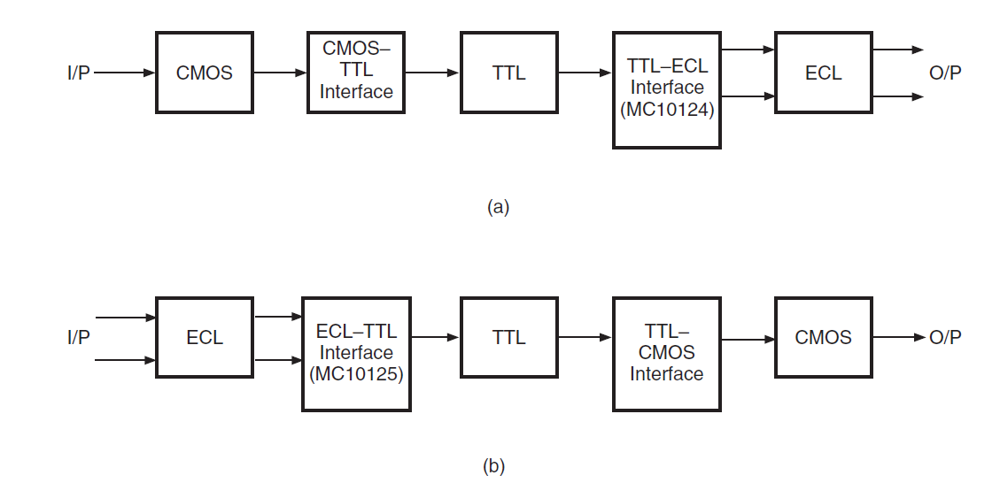 I/P
CMOS
CMOS–
TTL
Interface
TTL
TTL–ECL
Interface
(MC10124)
ECL
O/P
(a)
I/P
ECL
ECL–TTL
Interface
(MC10125)
TTL
TTL–
CMOS
Interface
CMOS
O/P
(b)